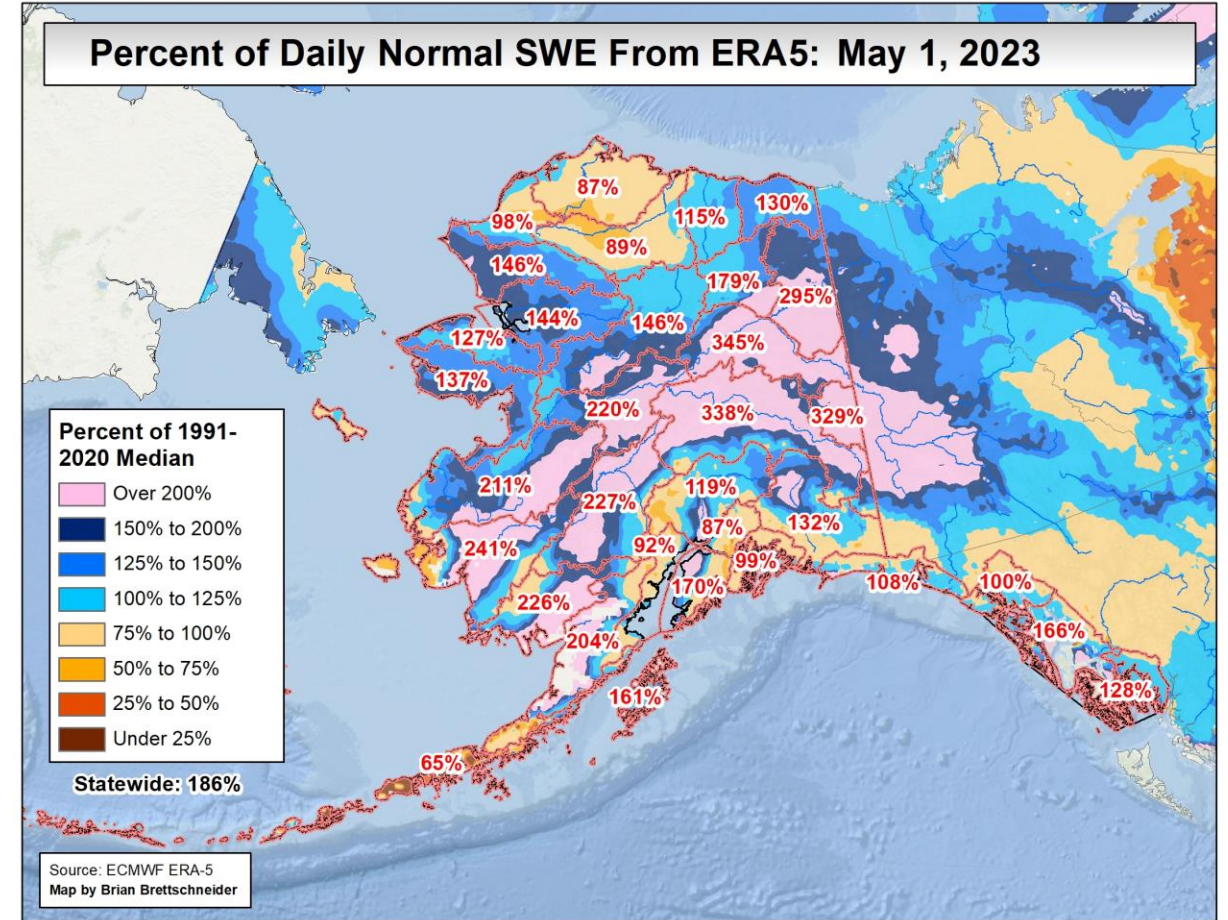 Percent of Daily Normal SWE From ERA5: May 1, 2023
87%
130%
115%
98%
89%
146%
179%
295%
144%
146%
127%
345%
137%
220%
338%
329%
211%
227%
119%
87%
132%
241%
92%
99%
170%
108%
100%
226%
204%
166%
161%
128%
65%
Percent of 1991-
2020 Median
Over 200%
150% to 200%
125% to 150%
100% to 125%
75% to 100%
50% to 75%
25% to 50%
Under 25%
Statewide: 186%
Source: ECMWF ERA-5
Map by Brian Brettschneider